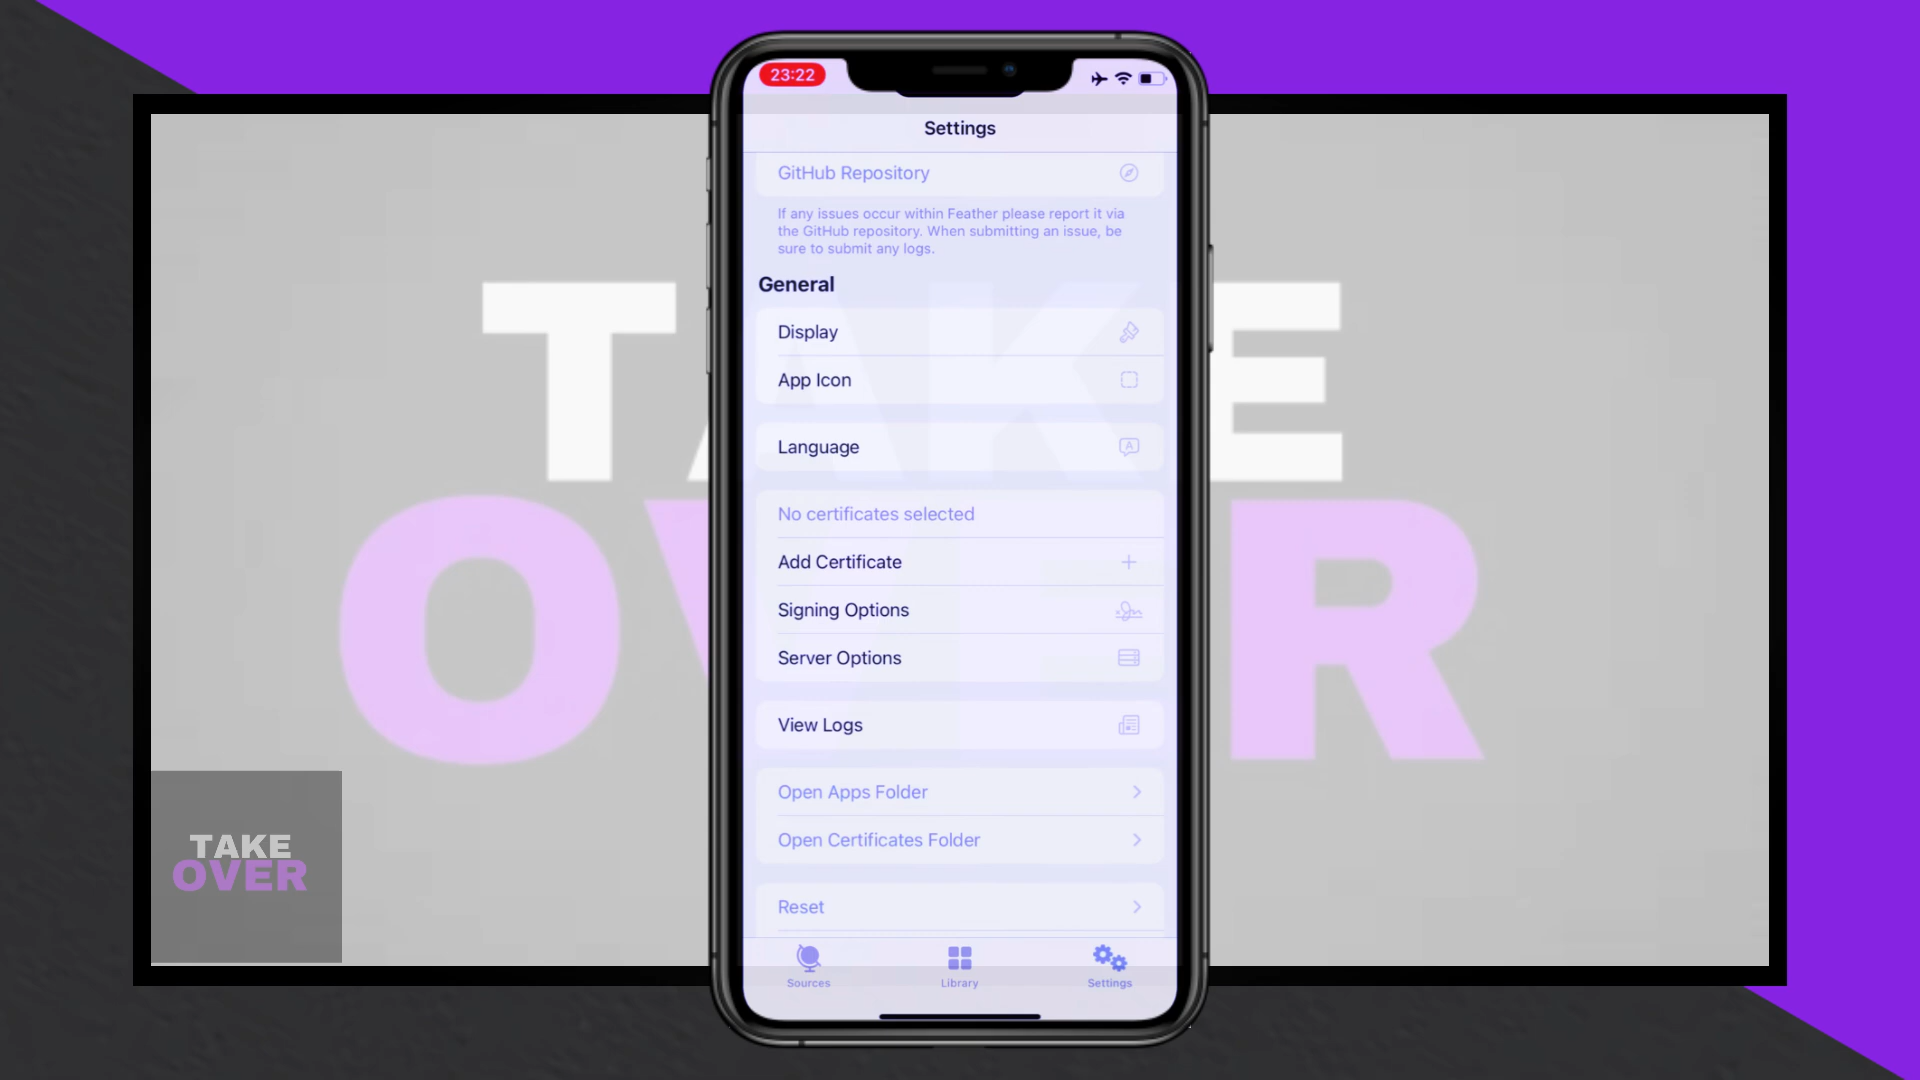 23:22
Settings
GitHub Repository
If any issues occur within Feather please report it via
the GitHub repository. When submitting an issue, be
sure to submit any logs.
General
Display
App Icon
Language
No certificates selected
Add Certificate
Signing Options
Server Options
View Logs
Open Apps Folder
Open Certificates Folder
Reset
Sources
Library
Settings
TAKE
OVER
TAKE
OVER